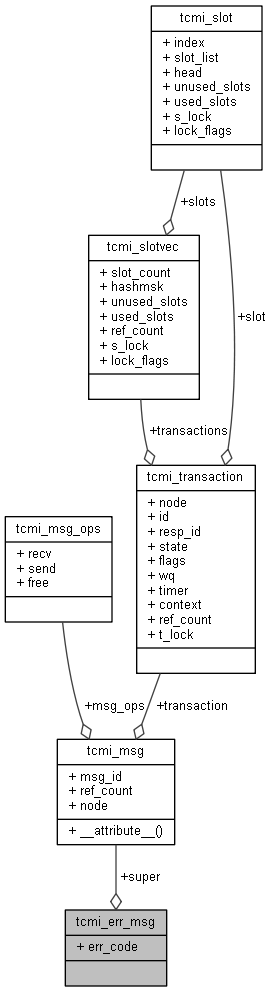 tcmi_slot
+ index
+ slot_list
+ head
+ unused_slots
+ used_slots
+ s_lock
+ lock_flags
+slots
tcmi_slotvec
+ slot_count
+ hashmsk
+ unused_slots
+ used_slots
+ ref_count
+ s_lock
+ lock_flags
+slot
+transactions
tcmi_transaction
+ node
+ id
+ resp_id
+ state
+ flags
+ wq
+ timer
+ context
+ ref_count
+ t_lock
tcmi_msg_ops
+ recv
+ send
+ free
+msg_ops
+transaction
tcmi_msg
+ msg_id
+ ref_count
+ node
+ __attribute__()
+super
tcmi_err_msg
+ err_code